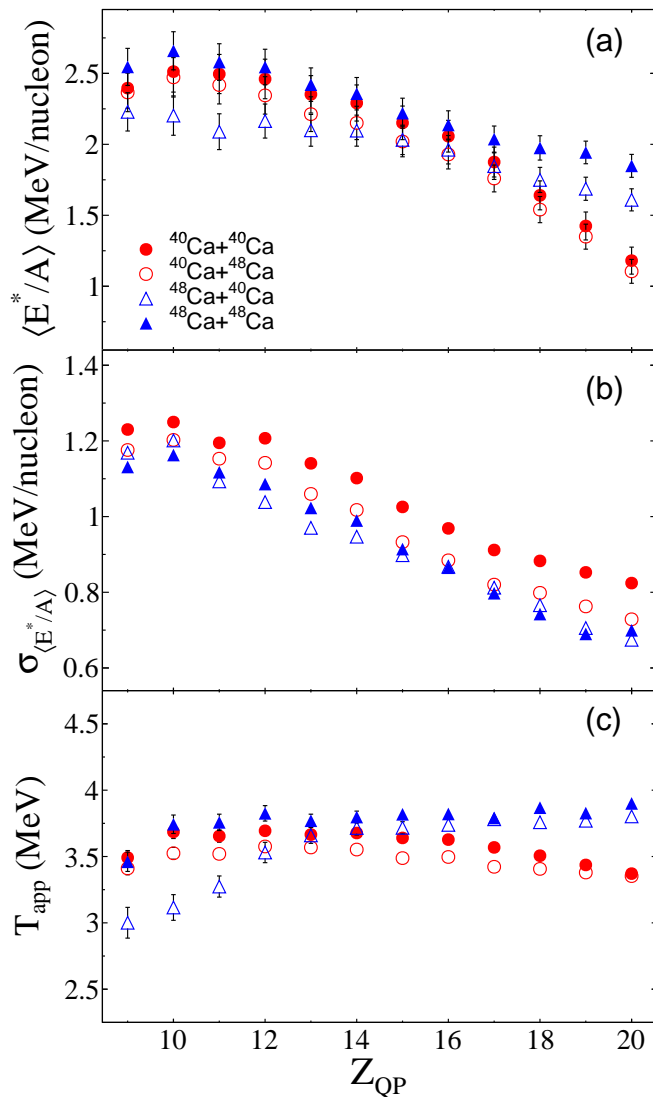 (a)
⟨E*/A⟩ (MeV/nucleon)
2.5
2
1.5
1
40Ca+40Ca
40Ca+48Ca
48Ca+40Ca
48Ca+48Ca
(b)
σ⟨E*/A⟩ (MeV/nucleon)
1.4
1.2
1
0.8
0.6
(c)
Tapp (MeV)
4.5
4
3.5
3
2.5
10 12 14 16 18 20
ZQP